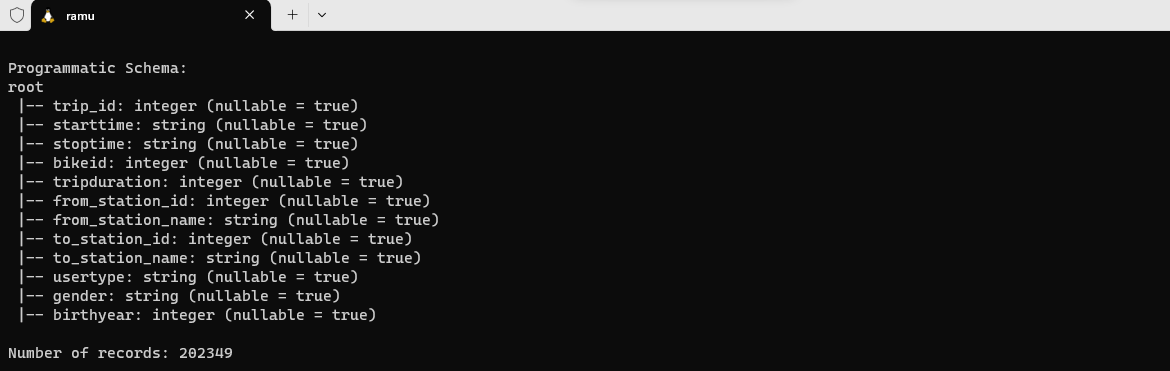 ramu
Programmatic Schema:
root
 |-- trip_id: integer (nullable = true)
 |-- starttime: string (nullable = true)
 |-- stoptime: string (nullable = true)
 |-- bikeid: integer (nullable = true)
 |-- tripduration: integer (nullable = true)
 |-- from_station_id: integer (nullable = true)
 |-- from_station_name: string (nullable = true)
 |-- to_station_id: integer (nullable = true)
 |-- to_station_name: string (nullable = true)
 |-- usertype: string (nullable = true)
 |-- gender: string (nullable = true)
 |-- birthyear: integer (nullable = true)
Number of records: 202349